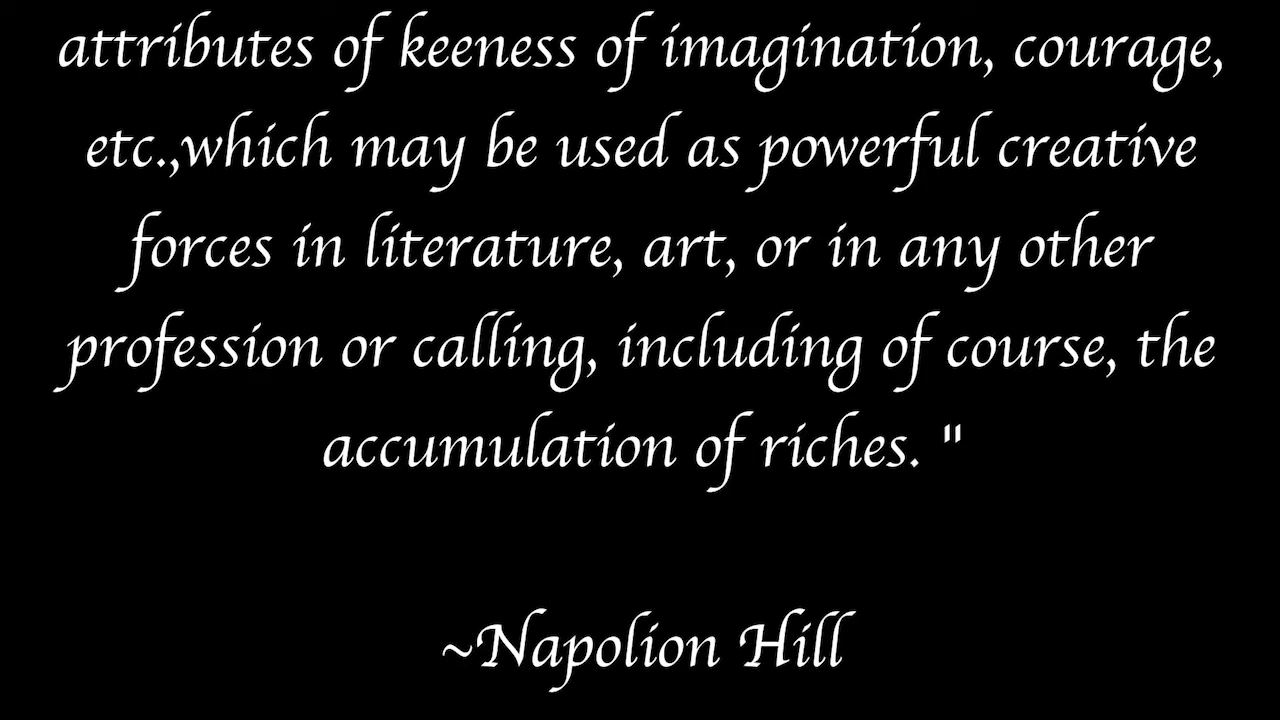 attributes of keeness of imagination, courage,
etc.,which may be used as powerful creative
forces in literature, art, or in any other
profession or calling, including of course, the
accumulation of riches. "
~Napolion Hill